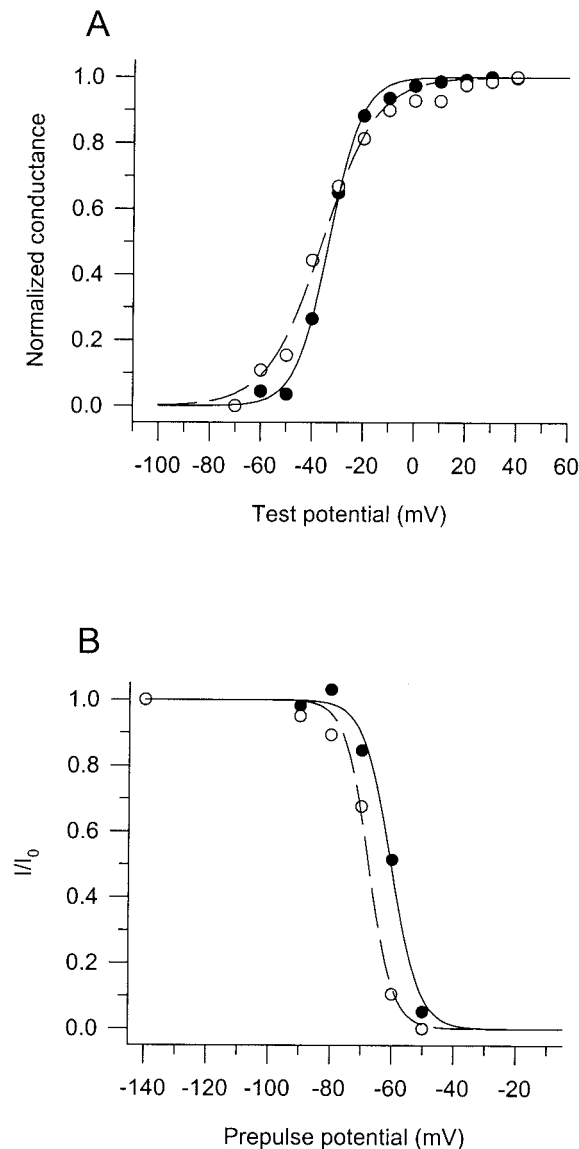 A
Normalized conductance
1.0
0.8
0.6
0.4
0.2
0.0
-100 -80 -60 -40 -20 0 20 40 60
Test potential (mV)
B
I/I0
1.0
0.8
0.6
0.4
0.2
0.0
-140 -120 -100 -80 -60 -40 -20
Prepulse potential (mV)